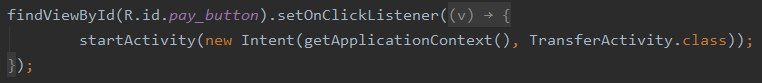 findViewById(R.id.pay_button).setOnClickListener((v) → {
        startActivity(new Intent(getApplicationContext(), TransferActivity.class));
});